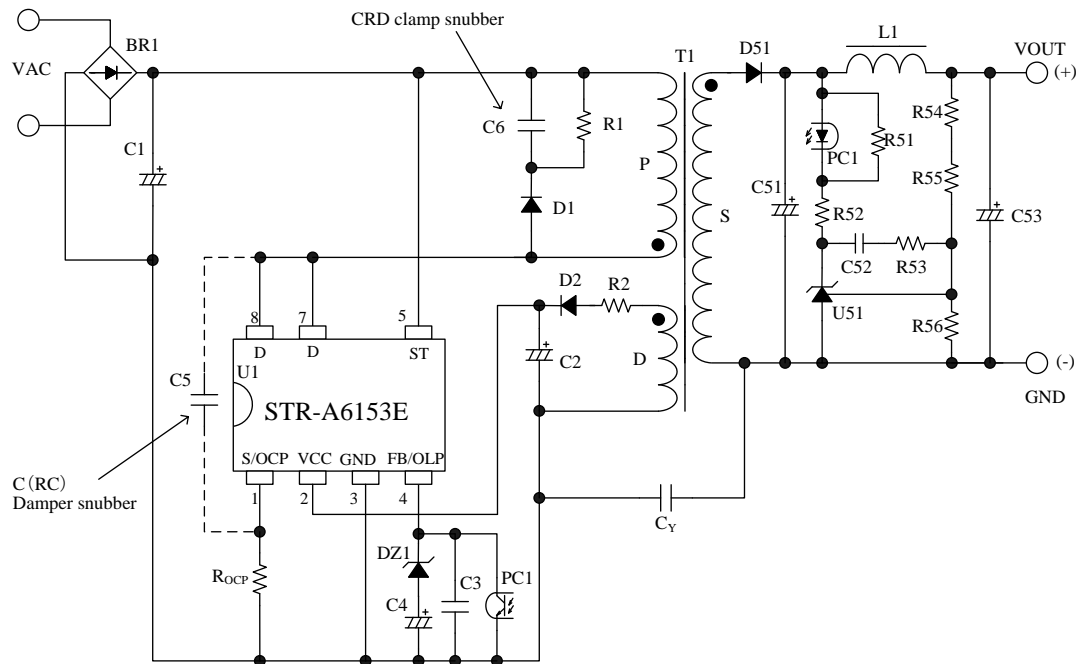 CRD clamp snubber
VAC
BR1
C1
C6
R1
P
D1
T1
S
D51
L1
VOUT
(+)
PC1
R51
R54
R55
C51
R52
C52
R53
C53
U51
R56
(-)
GND
D2
R2
C2
D
8
7
5
D
D
ST
U1
STR-A6153E
C5
S/OCP
VCC
GND
FB/OLP
1
2
3
4
C(RC)
Damper snubber
CY
ROCP
DZ1
C4
C3
PC1